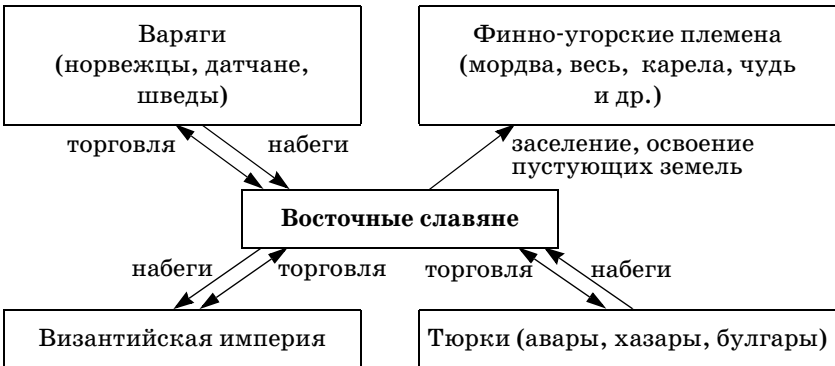 Варяги
(норвежцы, датчане,
шведы)
Финно-угорские племена
(мордва, весь, карела, чудь
и др.)
торговля
набеги
заселение, освоение
пустующих земель
Восточные славяне
набеги
торговля
торговля
набеги
Византийская империя
Тюрки (авары, хазары, булгары)